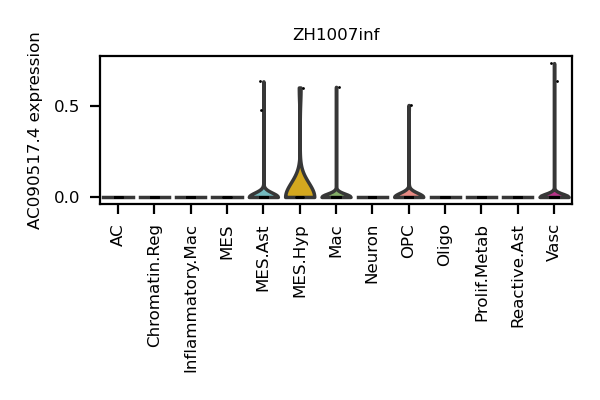 ZH1007inf
AC090517.4 expression
0.5
0.0
AC
Chromatin.Reg
Inflammatory.Mac
MES
MES.Ast
MES.Hyp
Mac
Neuron
OPC
Oligo
Prolif.Metab
Reactive.Ast
Vasc